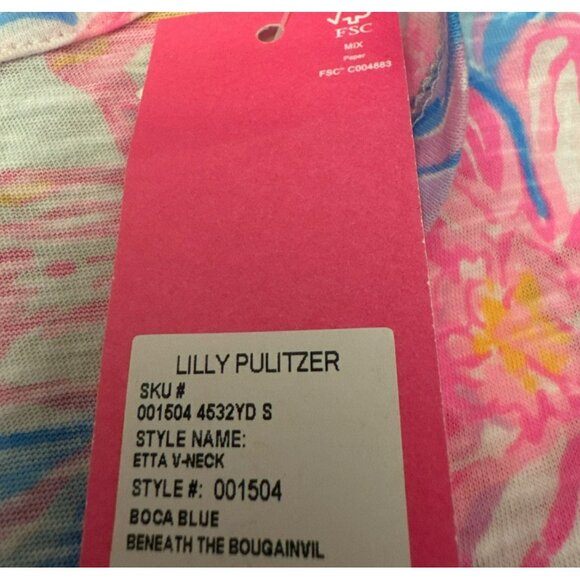 FSC
MIX
Paper
FSC™ C004883
LILLY PULITZER
SKU #
001504 4532YD S
STYLE NAME:
ETTA V-NECK
STYLE #: 001504
BOCA BLUE
BENEATH THE BOUGAINVIL